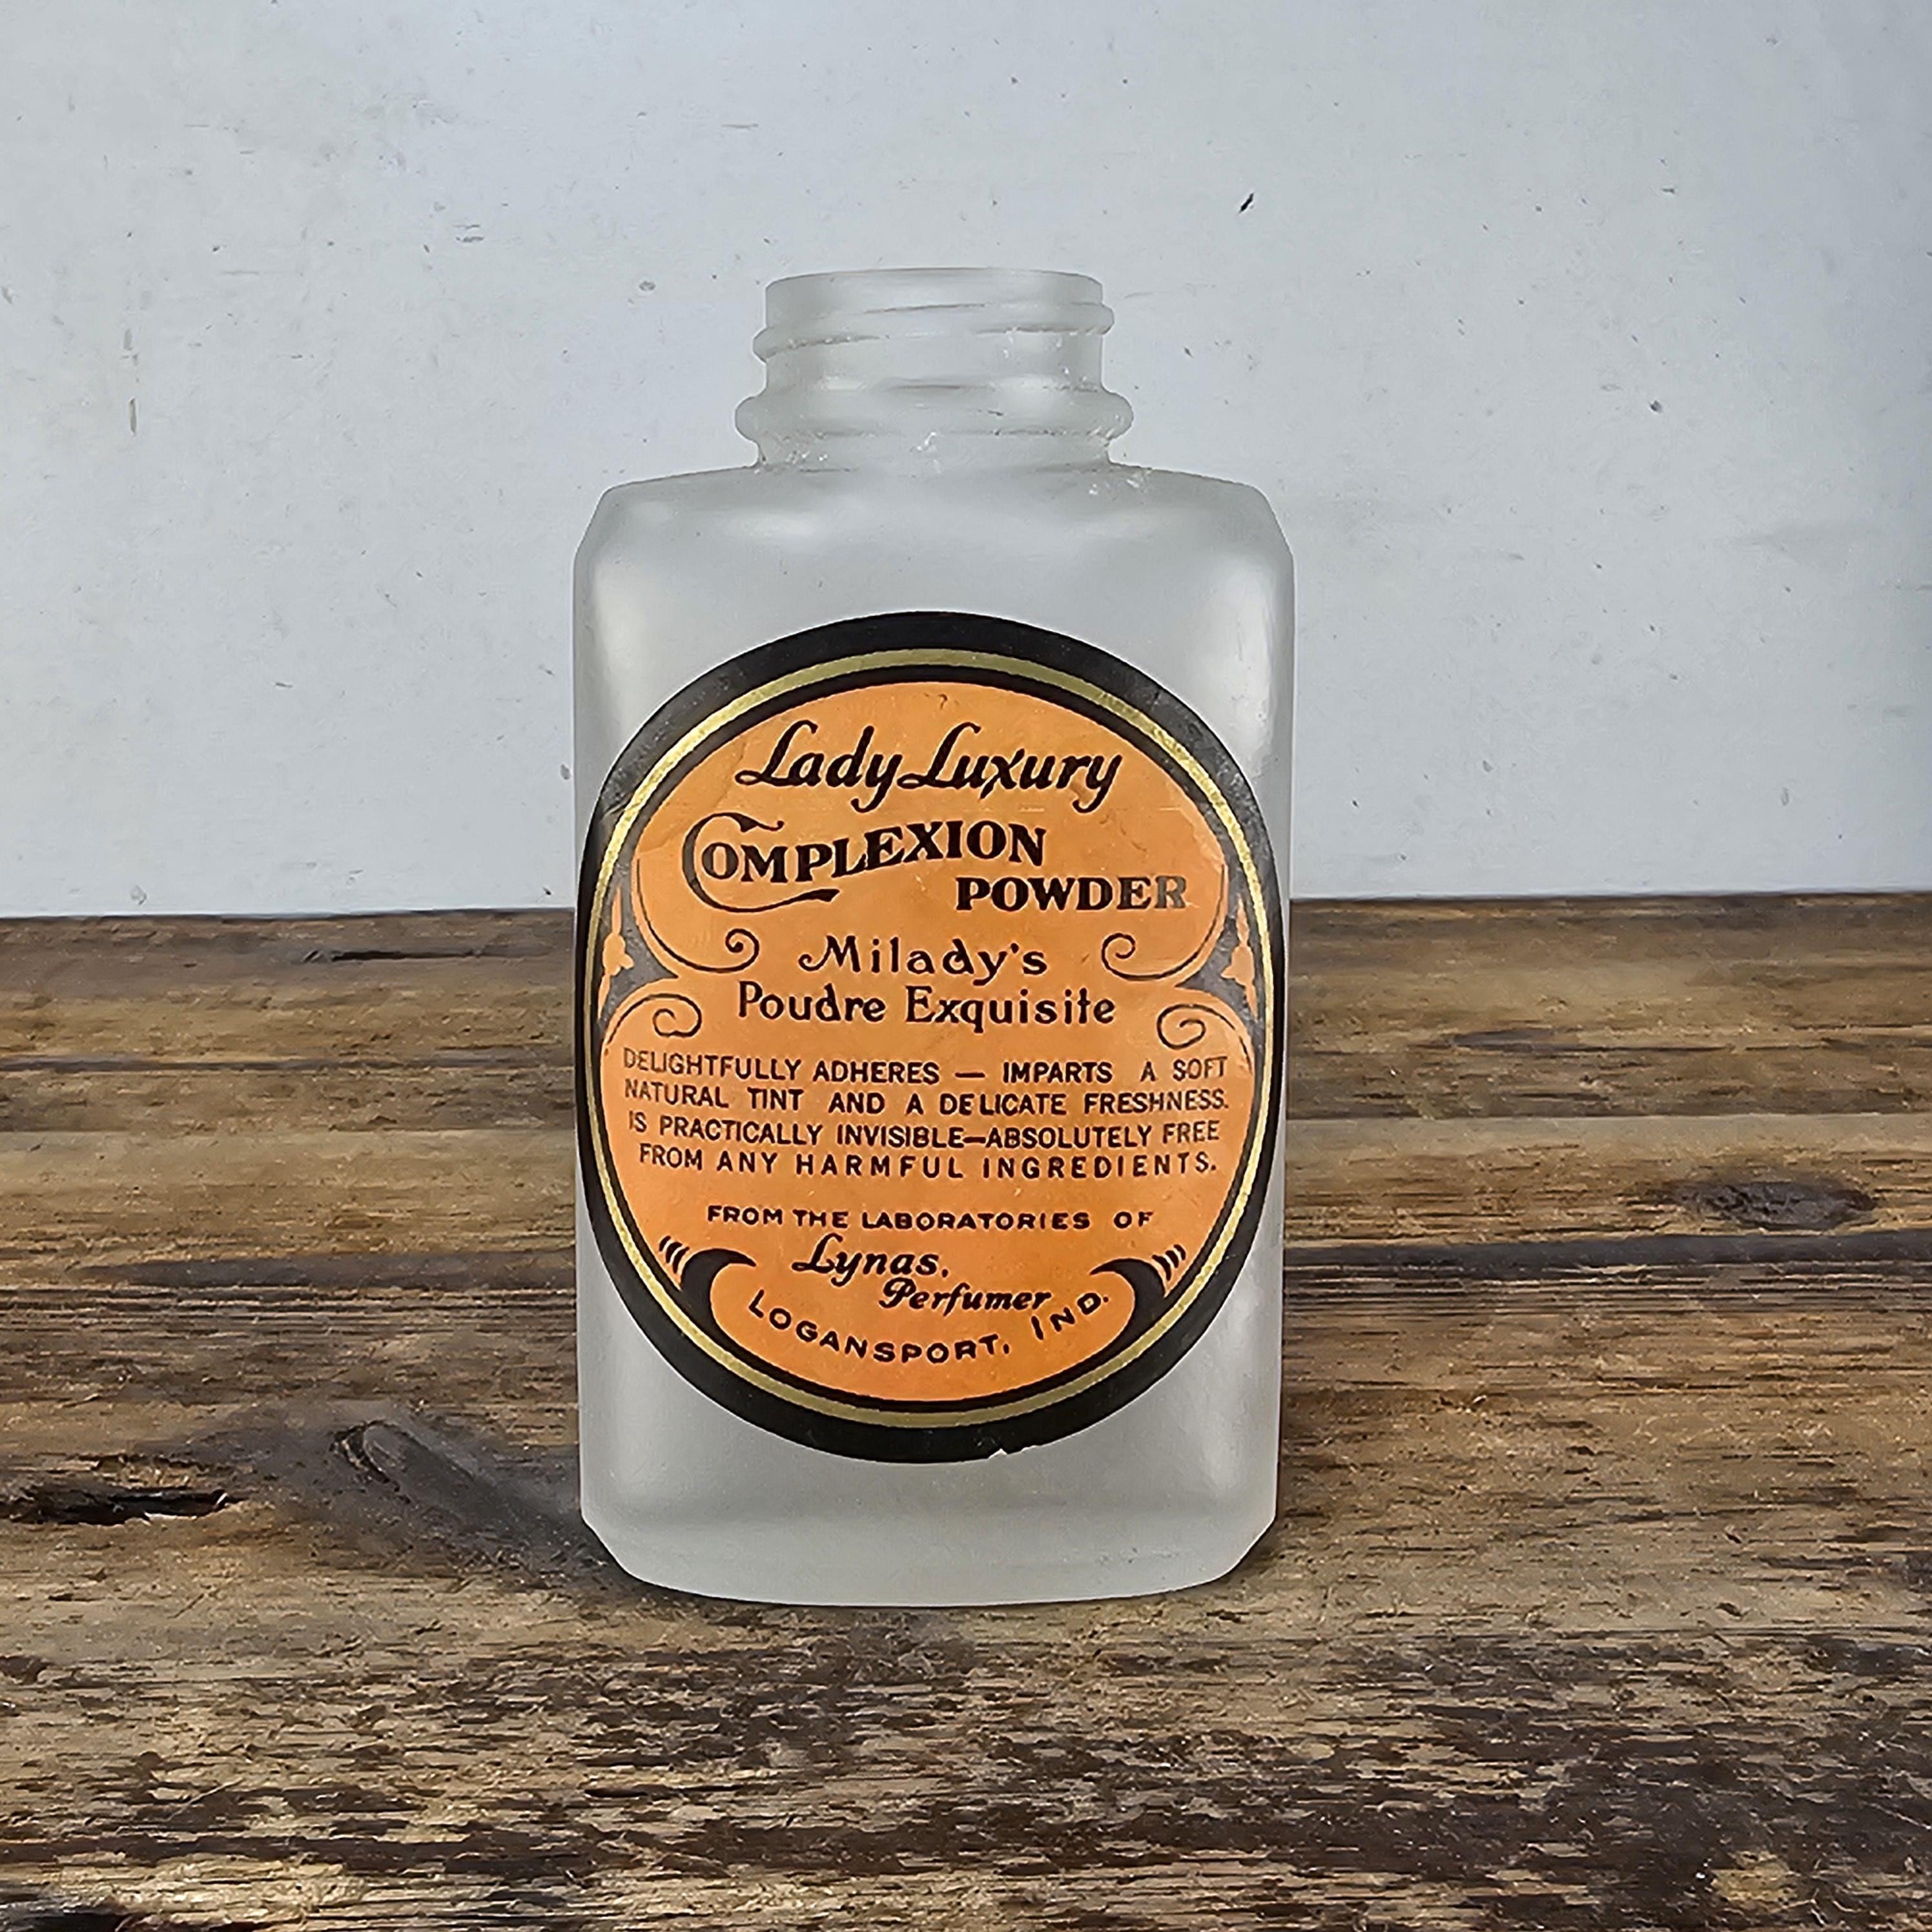 Lady Luxury
COMPLEXION
POWDER
Milady's
Poudre Exquisite
DELIGHTFULLY ADHERES — IMPARTS A SOFT
NATURAL TINT AND A DELICATE FRESHNESS.
IS PRACTICALLY INVISIBLE—ABSOLUTELY FREE
FROM ANY HARMFUL INGREDIENTS.
FROM THE LABORATORIES OF
Lynas,
Perfumer
LOGANSPORT, IND.